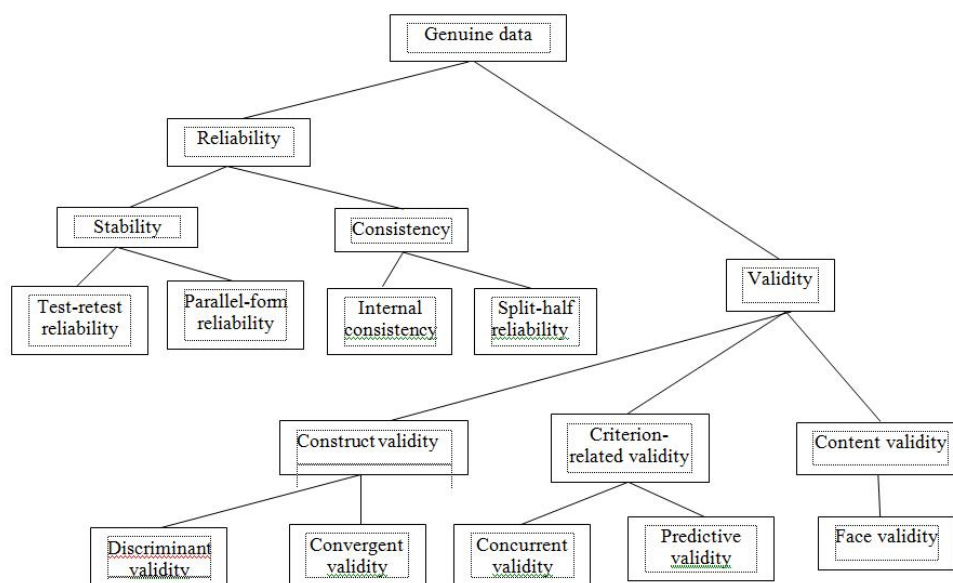 Genuine data
Reliability
Stability
Consistency
Validity
Test-retest
reliability
Parallel-form
reliability
Internal
consistency
Split-half
reliability
Construct validity
Criterion-
related validity
Content validity
Discriminant
validity
Convergent
validity
Concurrent
validity
Predictive
validity
Face validity